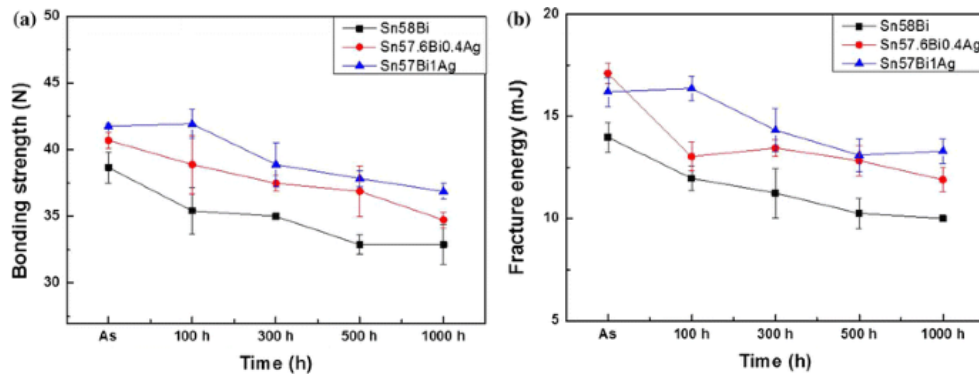 (a)
50
45
40
35
30
Bonding strength (N)
Sn58Bi
Sn57.6Bi0.4Ag
Sn57Bi1Ag
As 100 h 300 h 500 h 1000 h
Time (h)
(b)
20
15
10
5
Fracture energy (mJ)
Sn58Bi
Sn57.6Bi0.4Ag
Sn57Bi1Ag
As 100 h 300 h 500 h 1000 h
Time (h)